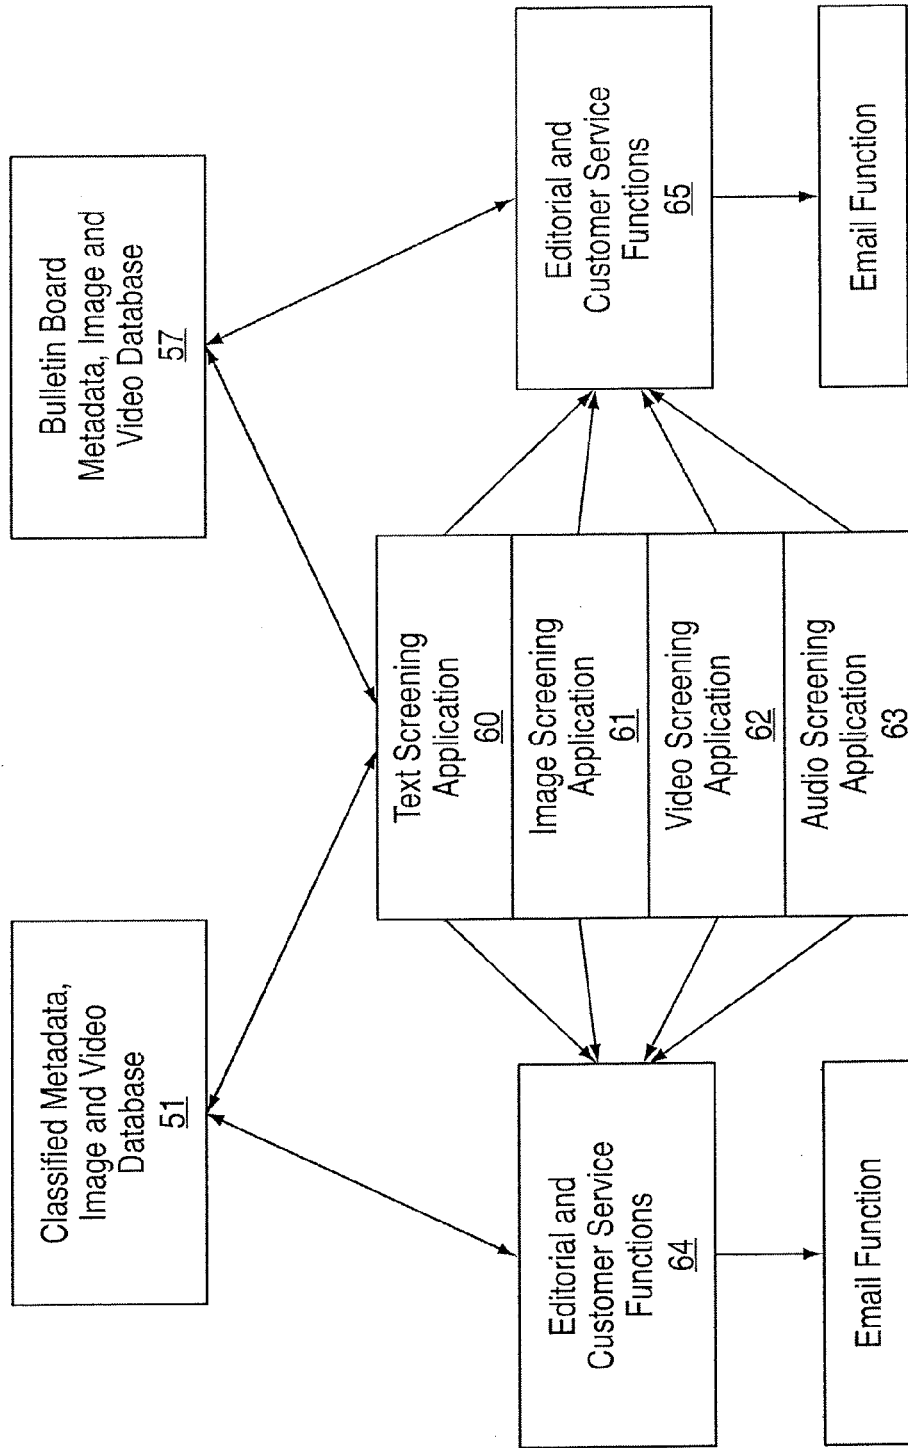 Classified Metadata,
Image and Video
Database
51
Bulletin Board
Metadata, Image and
Video Database
57
Text Screening
Application
60
Image Screening
Application
61
Video Screening
Application
62
Audio Screening
Application
63
Editorial and
Customer Service
Functions
64
Editorial and
Customer Service
Functions
65
Email Function
Email Function